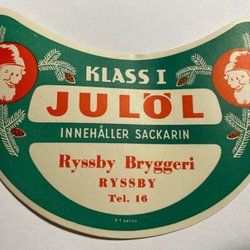 KLASS I
JULÖL
INNEHÅLLER SACKARIN
Ryssby Bryggeri
RYSSBY
Tel. 16